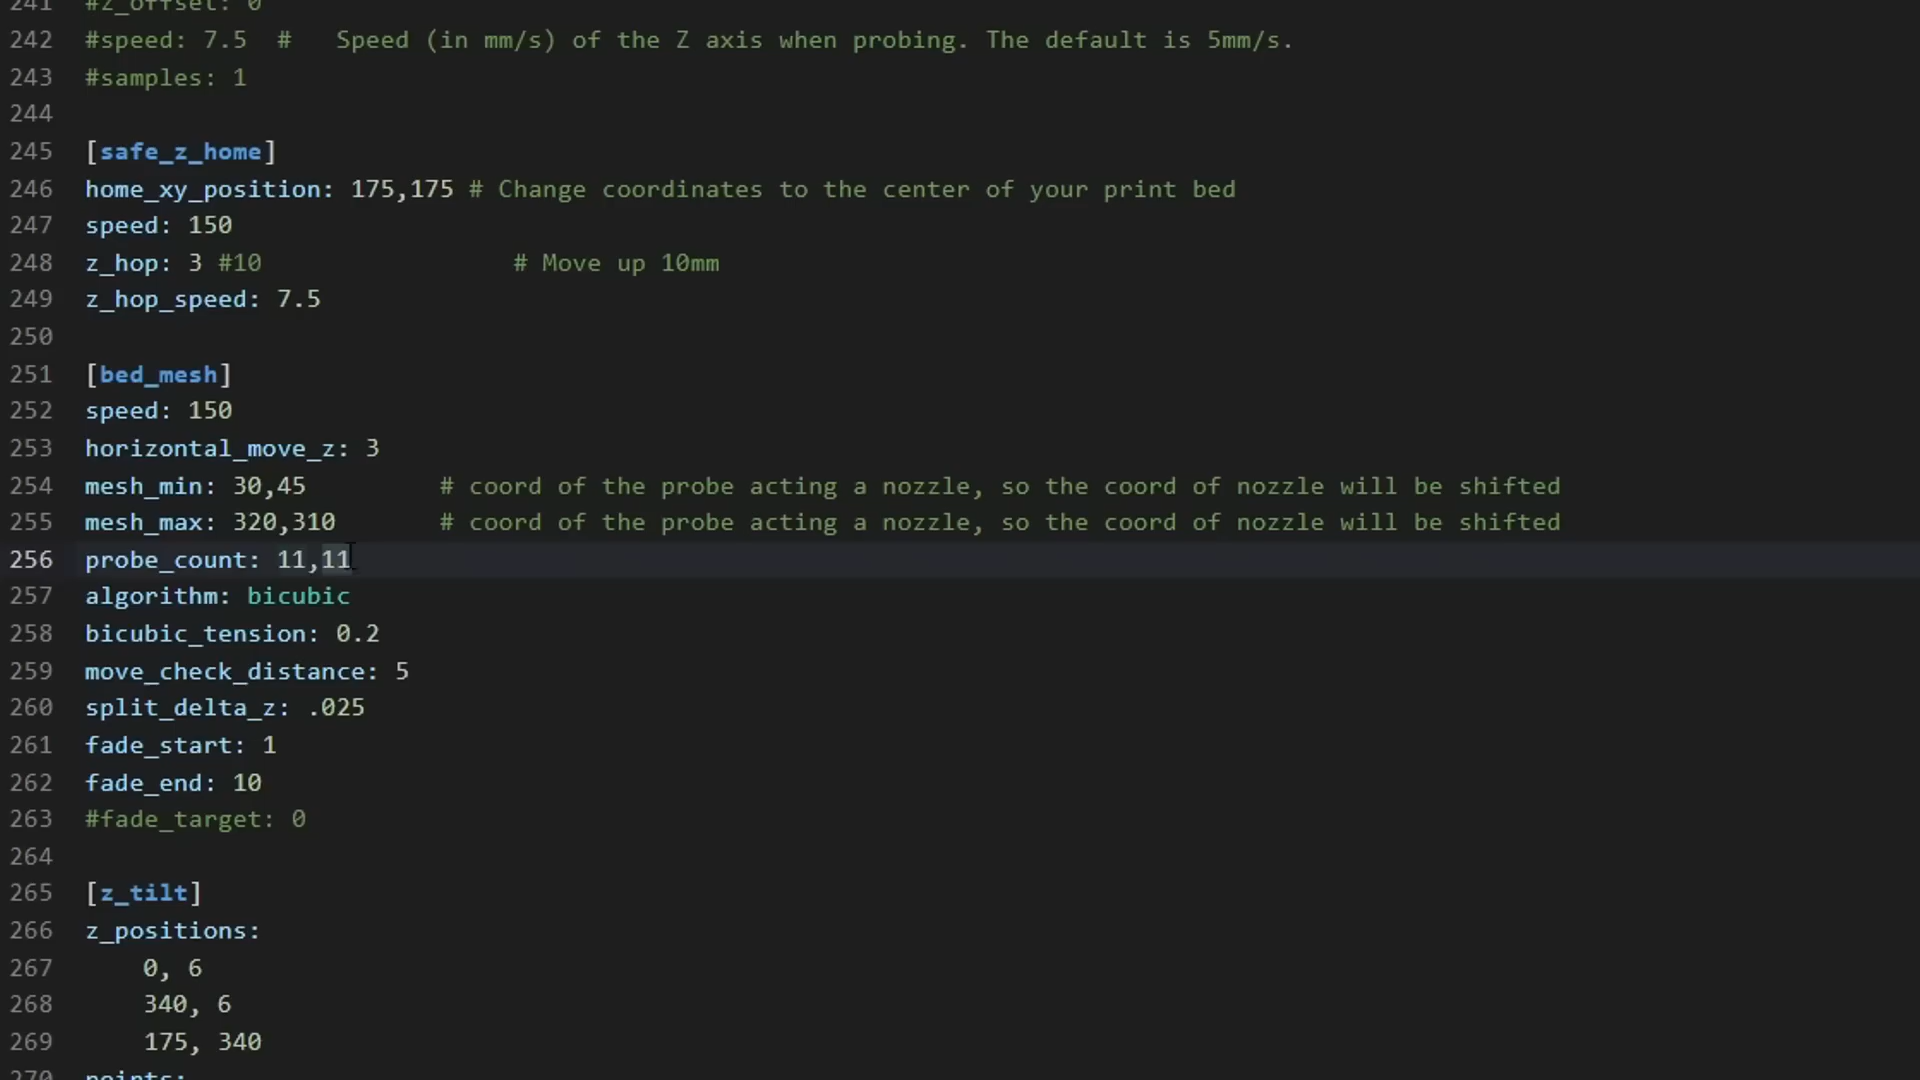 241 #z_offset: 0
242 #speed: 7.5 # Speed (in mm/s) of the Z axis when probing. The default is 5mm/s.
243 #samples: 1
244
245 [safe_z_home]
246 home_xy_position: 175,175 # Change coordinates to the center of your print bed
247 speed: 150
248 z_hop: 3 #10 # Move up 10mm
249 z_hop_speed: 7.5
250
251 [bed_mesh]
252 speed: 150
253 horizontal_move_z: 3
254 mesh_min: 30,45 # coord of the probe acting a nozzle, so the coord of nozzle will be shifted
255 mesh_max: 320,310 # coord of the probe acting a nozzle, so the coord of nozzle will be shifted
256 probe_count: 11,11
257 algorithm: bicubic
258 bicubic_tension: 0.2
259 move_check_distance: 5
260 split_delta_z: .025
261 fade_start: 1
262 fade_end: 10
263 #fade_target: 0
264
265 [z_tilt]
266 z_positions:
267 0, 6
268 340, 6
269 175, 340
270 points: